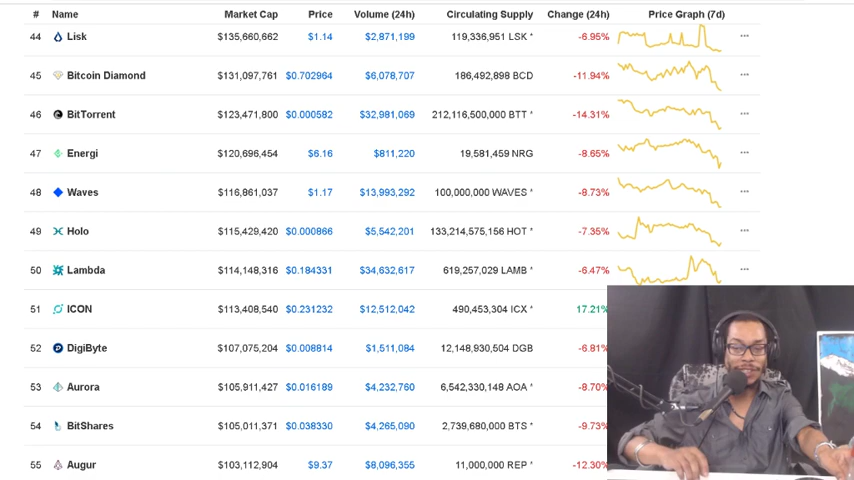 # Name Market Cap Price Volume (24h) Circulating Supply Change (24h) Price Graph (7d)
44 Lisk $135,660,662 $1.14 $2,871,199 119,336,951 LSK * -6.95% ...
45 Bitcoin Diamond $131,097,761 $0.702964 $6,078,707 186,492,898 BCD -11.94% ...
46 BitTorrent $123,471,800 $0.000582 $32,981,069 212,116,500,000 BTT * -14.31% ...
47 Energi $120,696,454 $6.16 $811,220 19,581,459 NRG -8.65% ...
48 Waves $116,861,037 $1.17 $13,993,292 100,000,000 WAVES * -8.73% ...
49 Holo $115,429,420 $0.000866 $5,542,201 133,214,575,156 HOT * -7.35% ...
50 Lambda $114,148,316 $0.184331 $34,632,617 619,257,029 LAMB * -6.47% ...
51 ICON $113,408,540 $0.231232 $12,512,042 490,453,304 ICX * 17.21%
52 DigiByte $107,075,204 $0.008814 $1,511,084 12,148,930,504 DGB -6.81%
53 Aurora $105,911,427 $0.016189 $4,232,760 6,542,330,148 AOA * -8.70%
54 BitShares $105,011,371 $0.038330 $4,265,090 2,739,680,000 BTS * -9.73%
55 Augur $103,112,904 $9.37 $8,096,355 11,000,000 REP * -12.30%